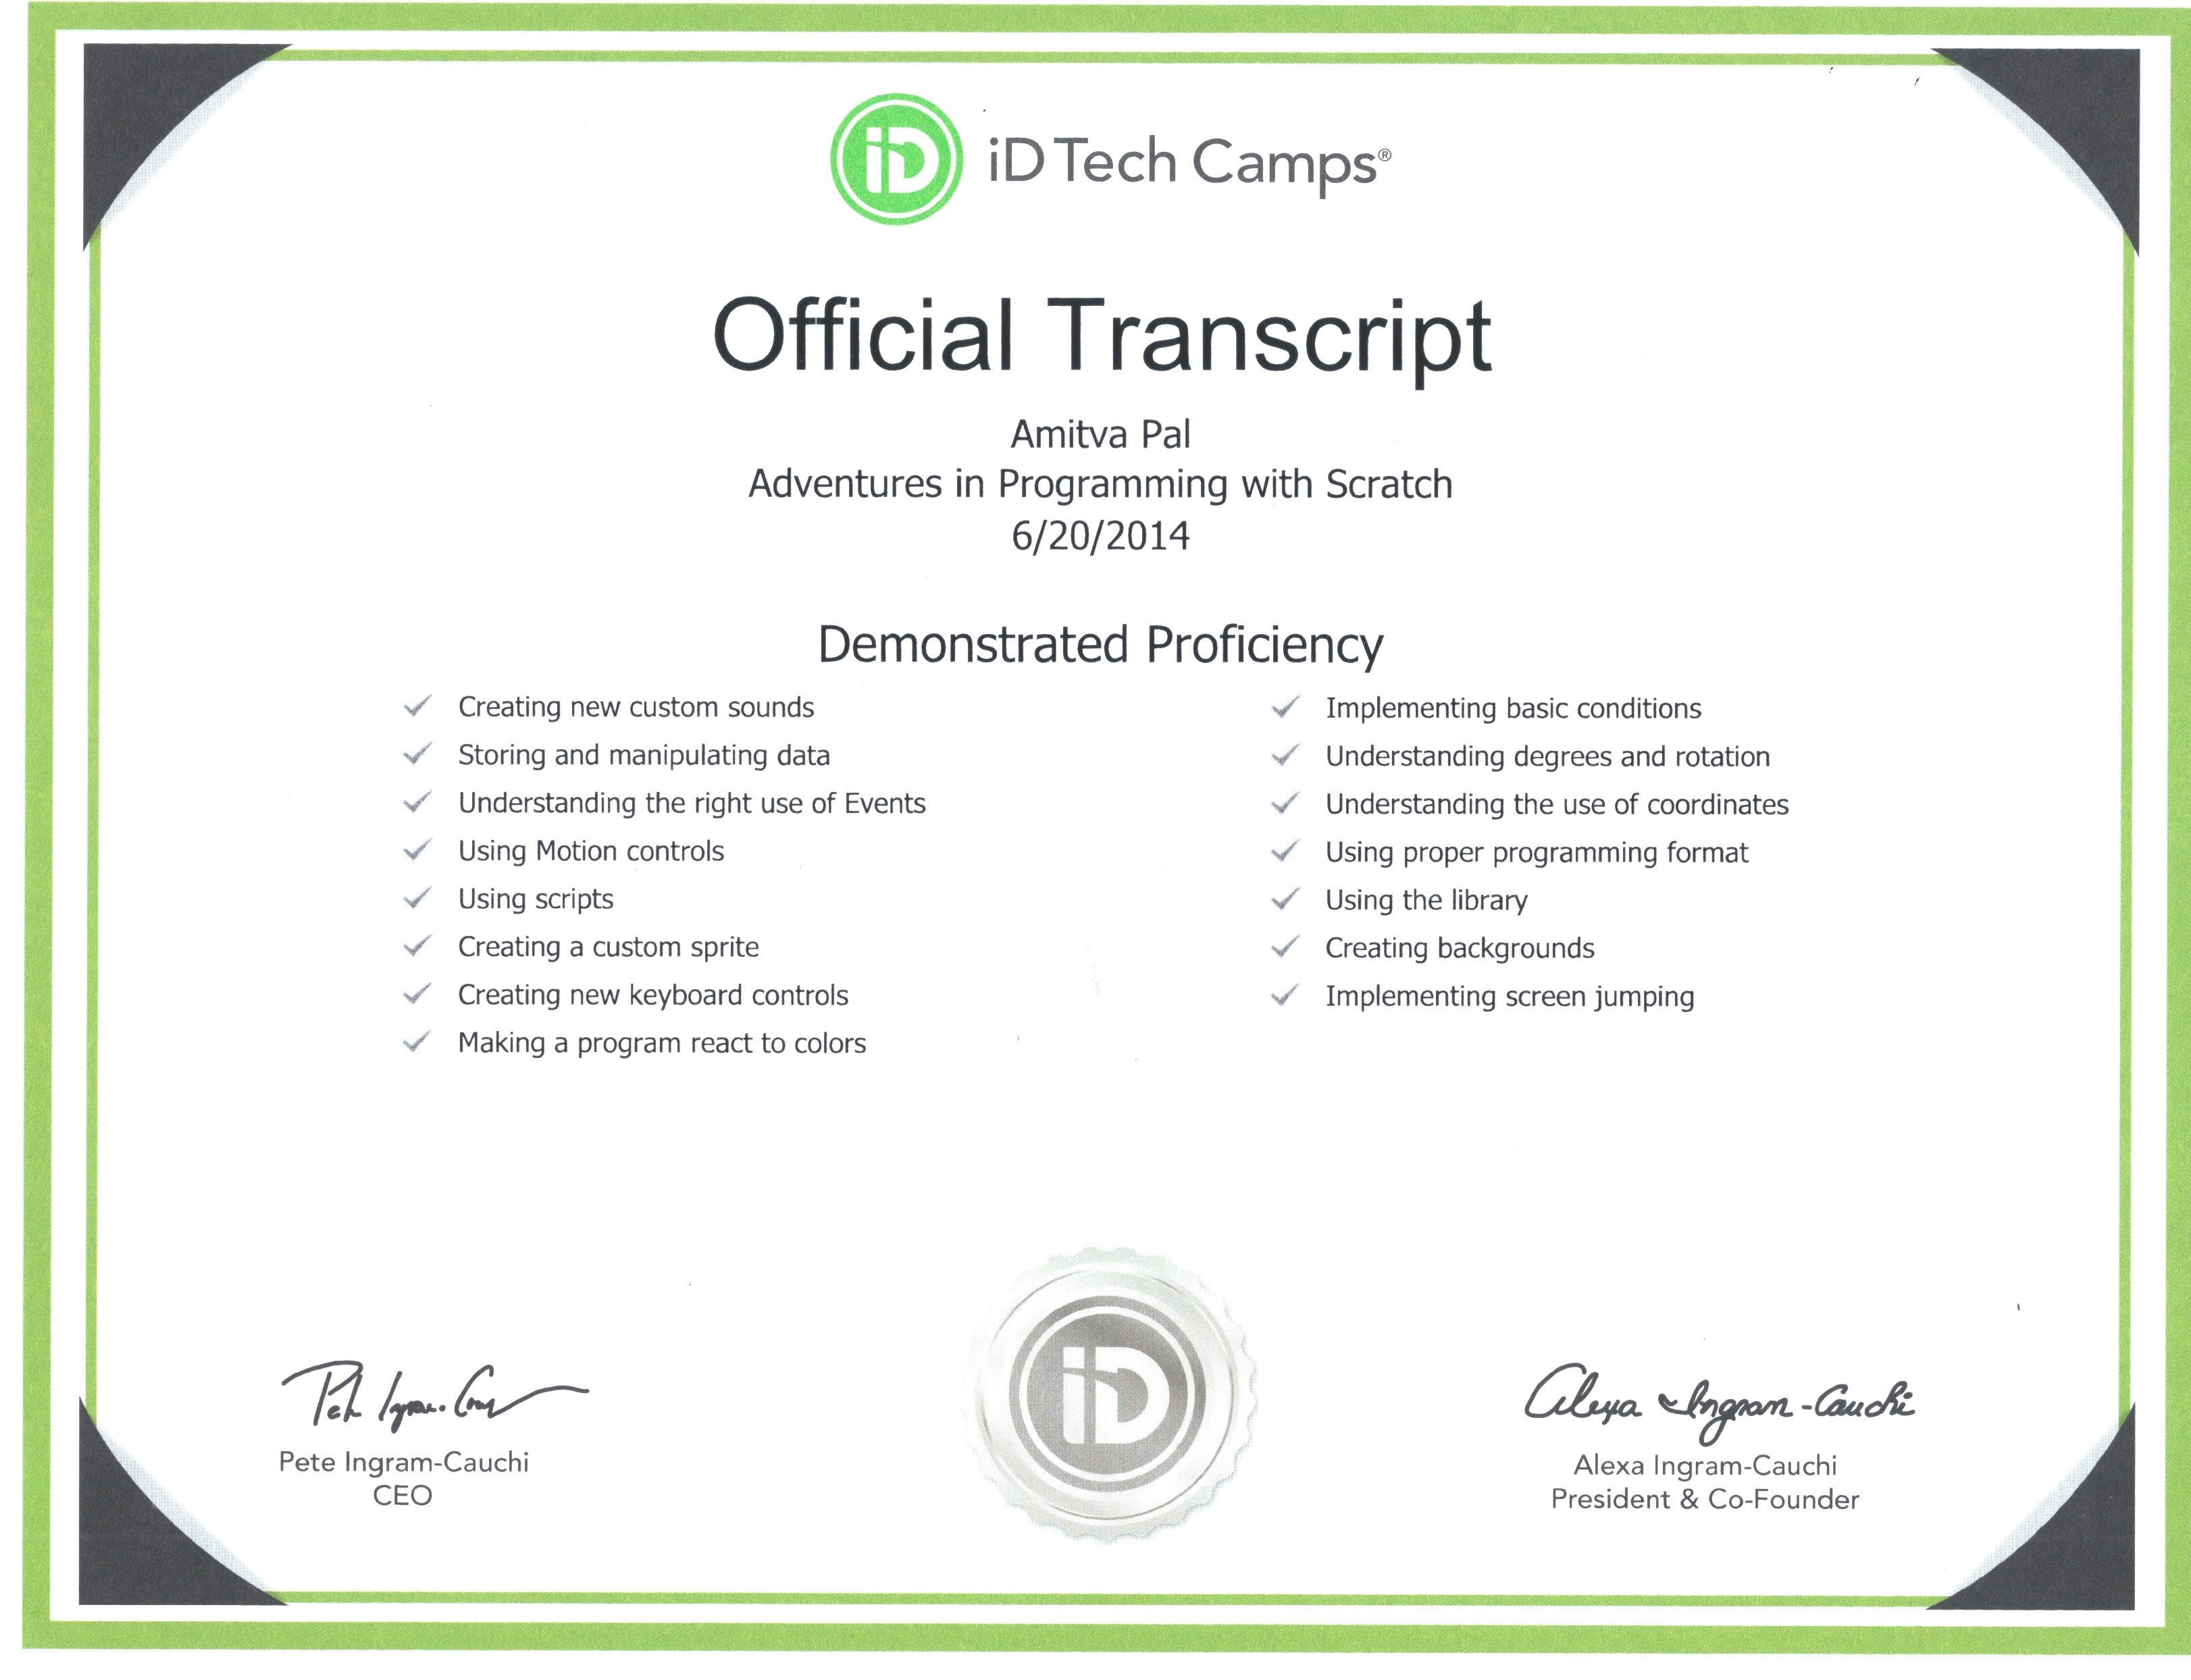 iD
iD Tech Camps®
Official Transcript
Amitva Pal
Adventures in Programming with Scratch
6/20/2014
Demonstrated Proficiency
Creating new custom sounds
Storing and manipulating data
Understanding the right use of Events
Using Motion controls
Using scripts
Creating a custom sprite
Creating new keyboard controls
Making a program react to colors
Implementing basic conditions
Understanding degrees and rotation
Understanding the use of coordinates
Using proper programming format
Using the library
Creating backgrounds
Implementing screen jumping
iD
Pete Ingram-Cauchi
CEO
Alexa Ingram-Cauchi
Alexa Ingram-Cauchi
President & Co-Founder